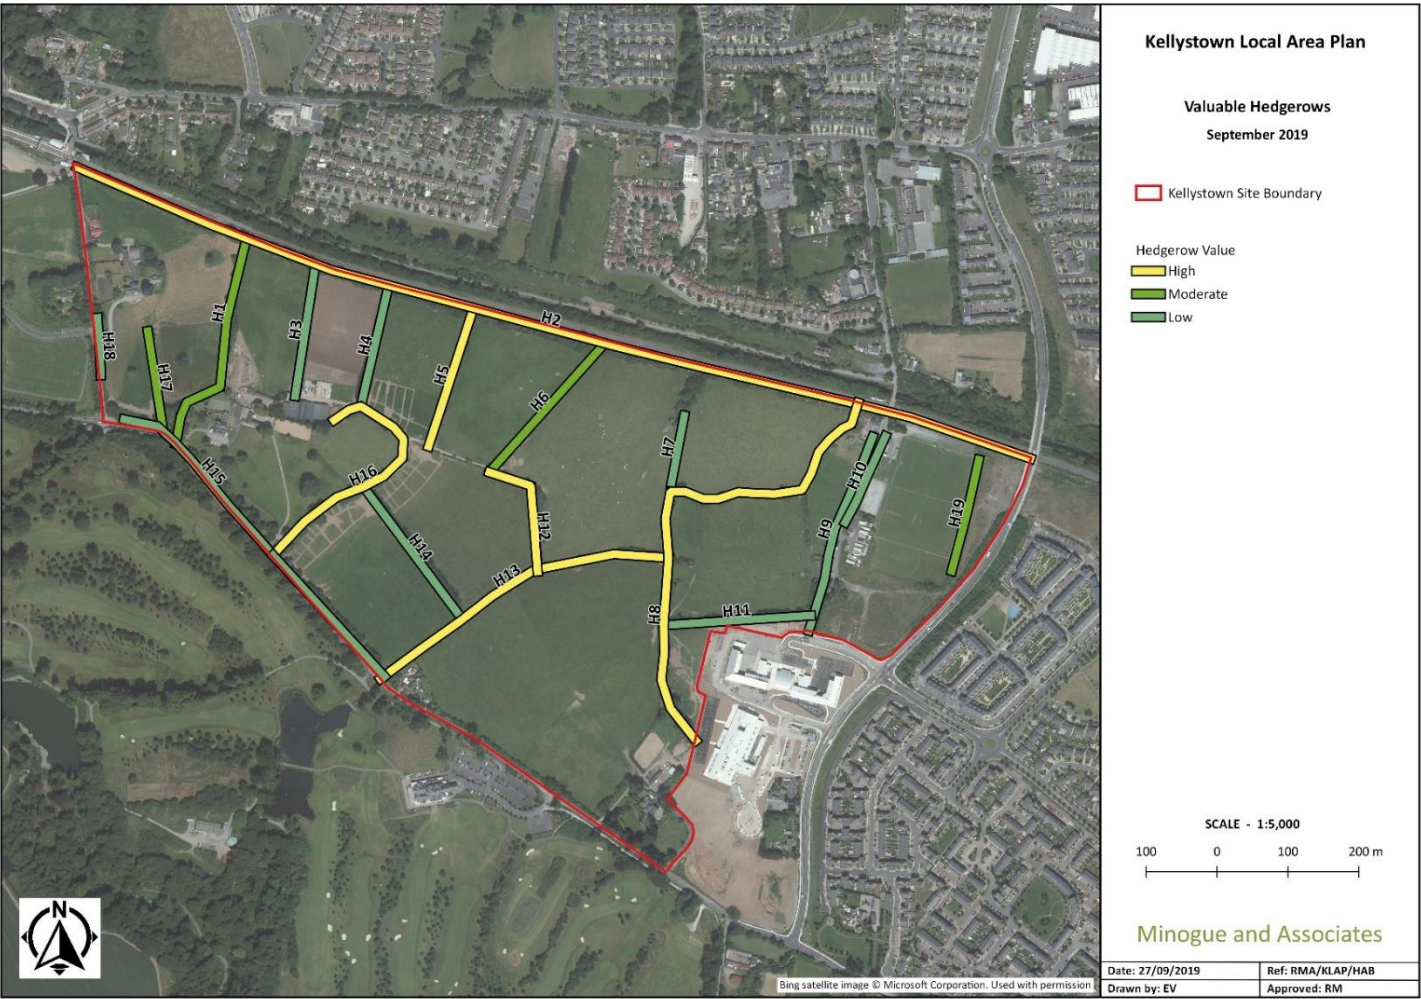 Kellystown Local Area Plan
Valuable Hedgerows
September 2019
Kellystown Site Boundary
Hedgerow Value
High
Moderate
Low
H1
H2
H3
H4
H5
H6
H7
H8
H9
H10
H11
H12
H13
H14
H15
H16
H17
H18
H19
N
Bing satellite image © Microsoft Corporation. Used with permission
SCALE - 1:5,000
100 0 100 200 m
Minogue and Associates
Date: 27/09/2019 Ref: RMA/KLAP/HAB
Drawn by: EV Approved: RM